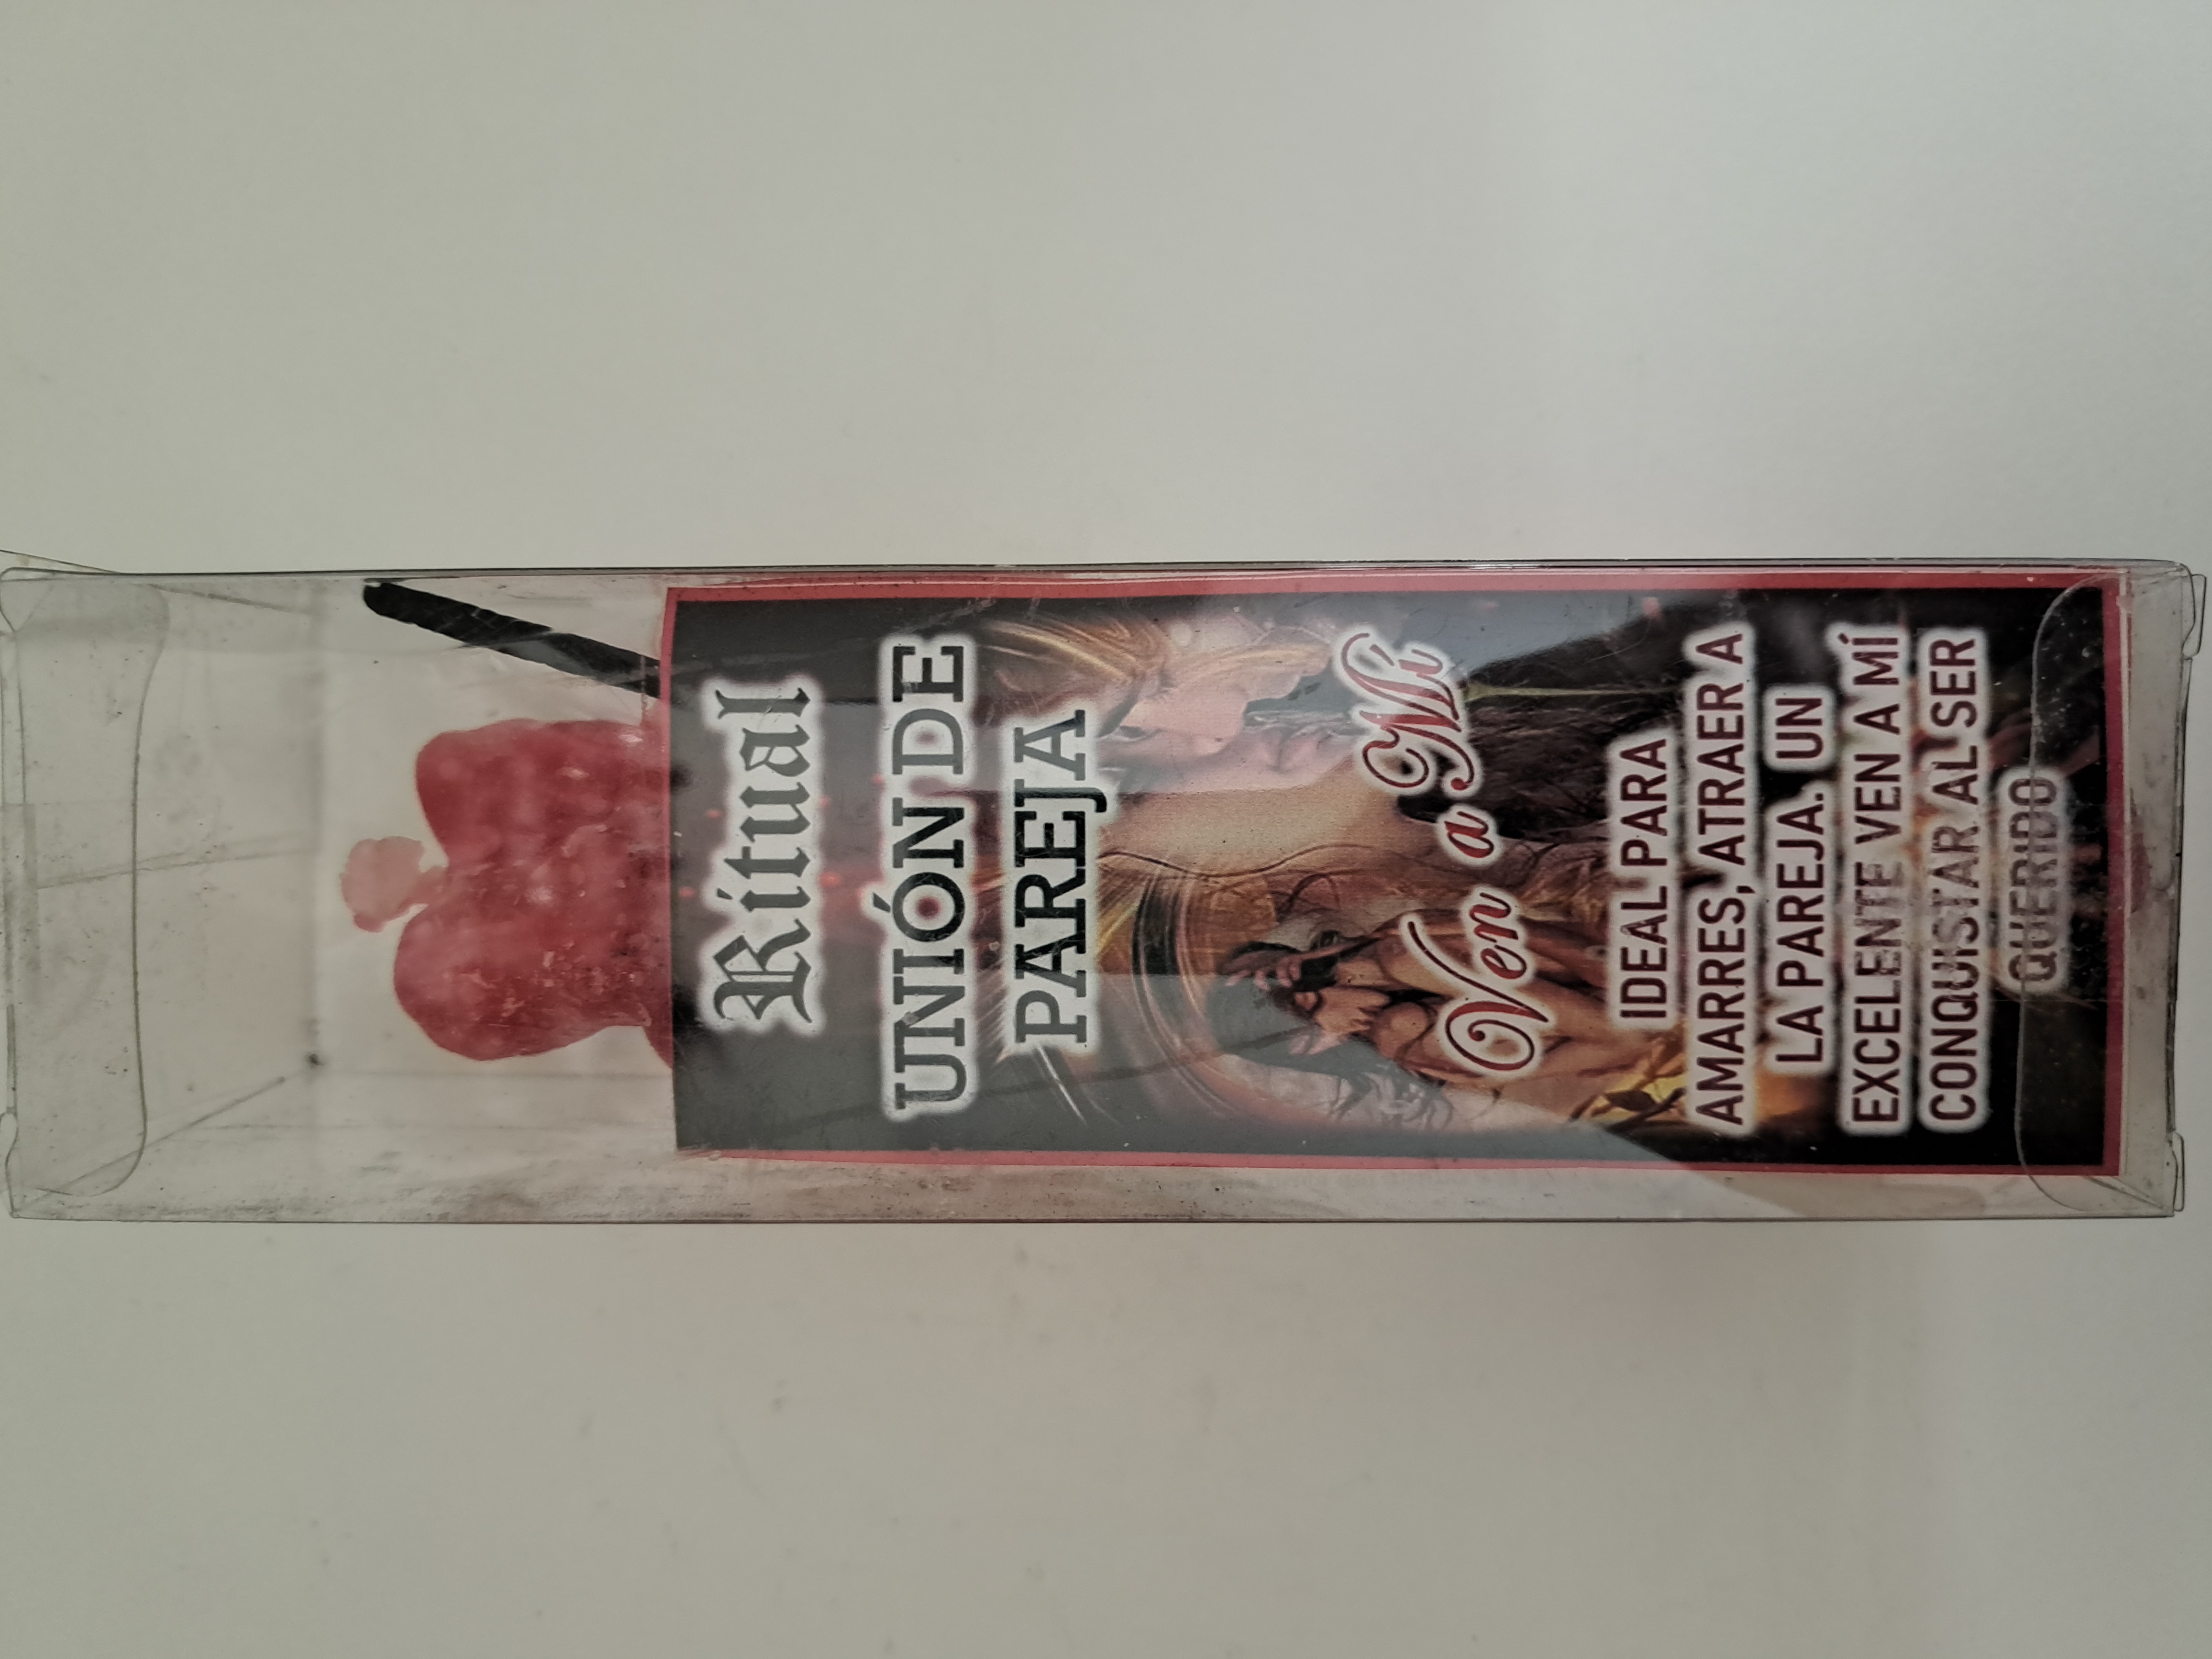 Ritual
UNIÓN DE
PAREJA
Ven a Mí
IDEAL PARA
AMARRES, ATRAER A
LA PAREJA. UN
EXCELENTE VEN A MÍ
CONQUISTAR AL SER
QUERIDO